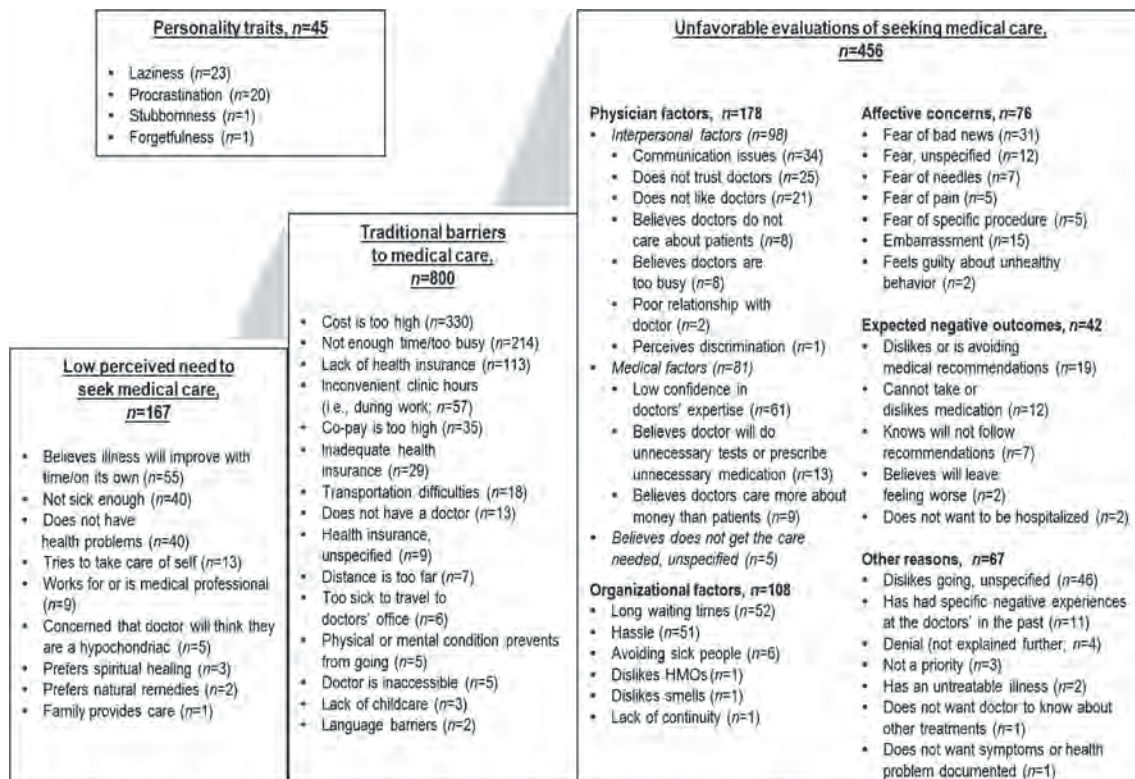 Personality traits, n=45
• Laziness (n=23)
• Procrastination (n=20)
• Stubbornness (n=1)
• Forgetfulness (n=1)
Low perceived need to
seek medical care,
n=167
• Believes illness will improve with
time/on its own (n=55)
• Not sick enough (n=40)
• Does not have
health problems (n=40)
• Tries to take care of self (n=13)
• Works for or is medical professional
(n=9)
• Concerned that doctor will think they
are a hypochondriac (n=5)
• Prefers spiritual healing (n=3)
• Prefers natural remedies (n=2)
• Family provides care (n=1)
Traditional barriers
to medical care,
n=800
• Cost is too high (n=330)
• Not enough time/too busy (n=214)
• Lack of health insurance (n=113)
• Inconvenient clinic hours
(i.e., during work; n=57)
• Co-pay is too high (n=35)
• Inadequate health
insurance (n=29)
• Transportation difficulties (n=18)
• Does not have a doctor (n=13)
• Health insurance,
unspecified (n=9)
• Distance is too far (n=7)
• Too sick to travel to
doctors' office (n=6)
• Physical or mental condition prevents
from going (n=5)
• Doctor is inaccessible (n=5)
• Lack of childcare (n=3)
• Language barriers (n=2)
Unfavorable evaluations of seeking medical care,
n=456
Physician factors, n=178
• Interpersonal factors (n=98)
• Communication issues (n=34)
• Does not trust doctors (n=25)
• Does not like doctors (n=21)
• Believes doctors do not
care about patients (n=8)
• Believes doctors are
too busy (n=8)
• Poor relationship with
doctor (n=2)
• Perceives discrimination (n=1)
• Medical factors (n=81)
• Low confidence in
doctors' expertise (n=61)
• Believes doctor will do
unnecessary tests or prescribe
unnecessary medication (n=13)
• Believes doctors care more about
money than patients (n=9)
• Believes does not get the care
needed, unspecified (n=5)
Organizational factors, n=108
• Long waiting times (n=52)
• Hassle (n=51)
• Avoiding sick people (n=6)
• Dislikes HMOs (n=1)
• Dislikes smells (n=1)
• Lack of continuity (n=1)
Affective concerns, n=76
• Fear of bad news (n=31)
• Fear, unspecified (n=12)
• Fear of needles (n=7)
• Fear of pain (n=5)
• Fear of specific procedure (n=5)
• Embarrassment (n=15)
• Feels guilty about unhealthy
behavior (n=2)
Expected negative outcomes, n=42
• Dislikes or is avoiding
medical recommendations (n=19)
• Cannot take or
dislikes medication (n=12)
• Knows will not follow
recommendations (n=7)
• Believes will leave
feeling worse (n=2)
• Does not want to be hospitalized (n=2)
Other reasons, n=67
• Dislikes going, unspecified (n=46)
• Has had specific negative experiences
at the doctors' in the past (n=11)
• Denial (not explained further; n=4)
• Not a priority (n=3)
• Has an untreatable illness (n=2)
• Does not want doctor to know about
other treatments (n=1)
• Does not want symptoms or health
problem documented (n=1)